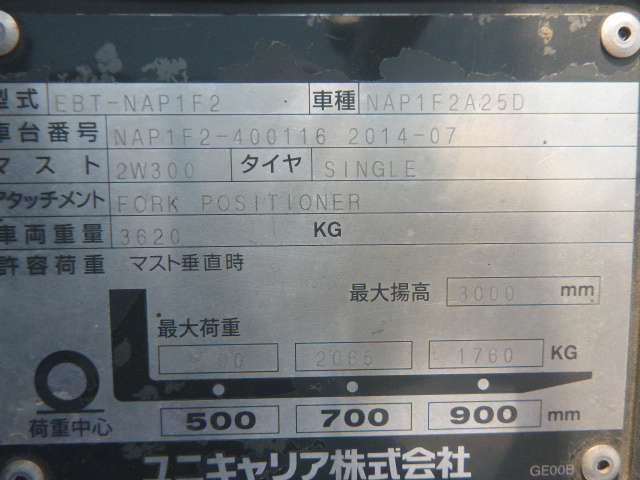 型式 EBT-NAP1F2 車種 NAP1F2A25D
車台番号 NAP1F2-400116 2014-07
マスト 2W300 タイヤ SINGLE
アタッチメント FORK POSITIONER
車両重量 3620 KG
許容荷重 マスト垂直時
最大揚高 3000 mm
最大荷重
2065 1760 KG
500 700 900 mm
荷重中心
ユニキャリア株式会社
GE00B